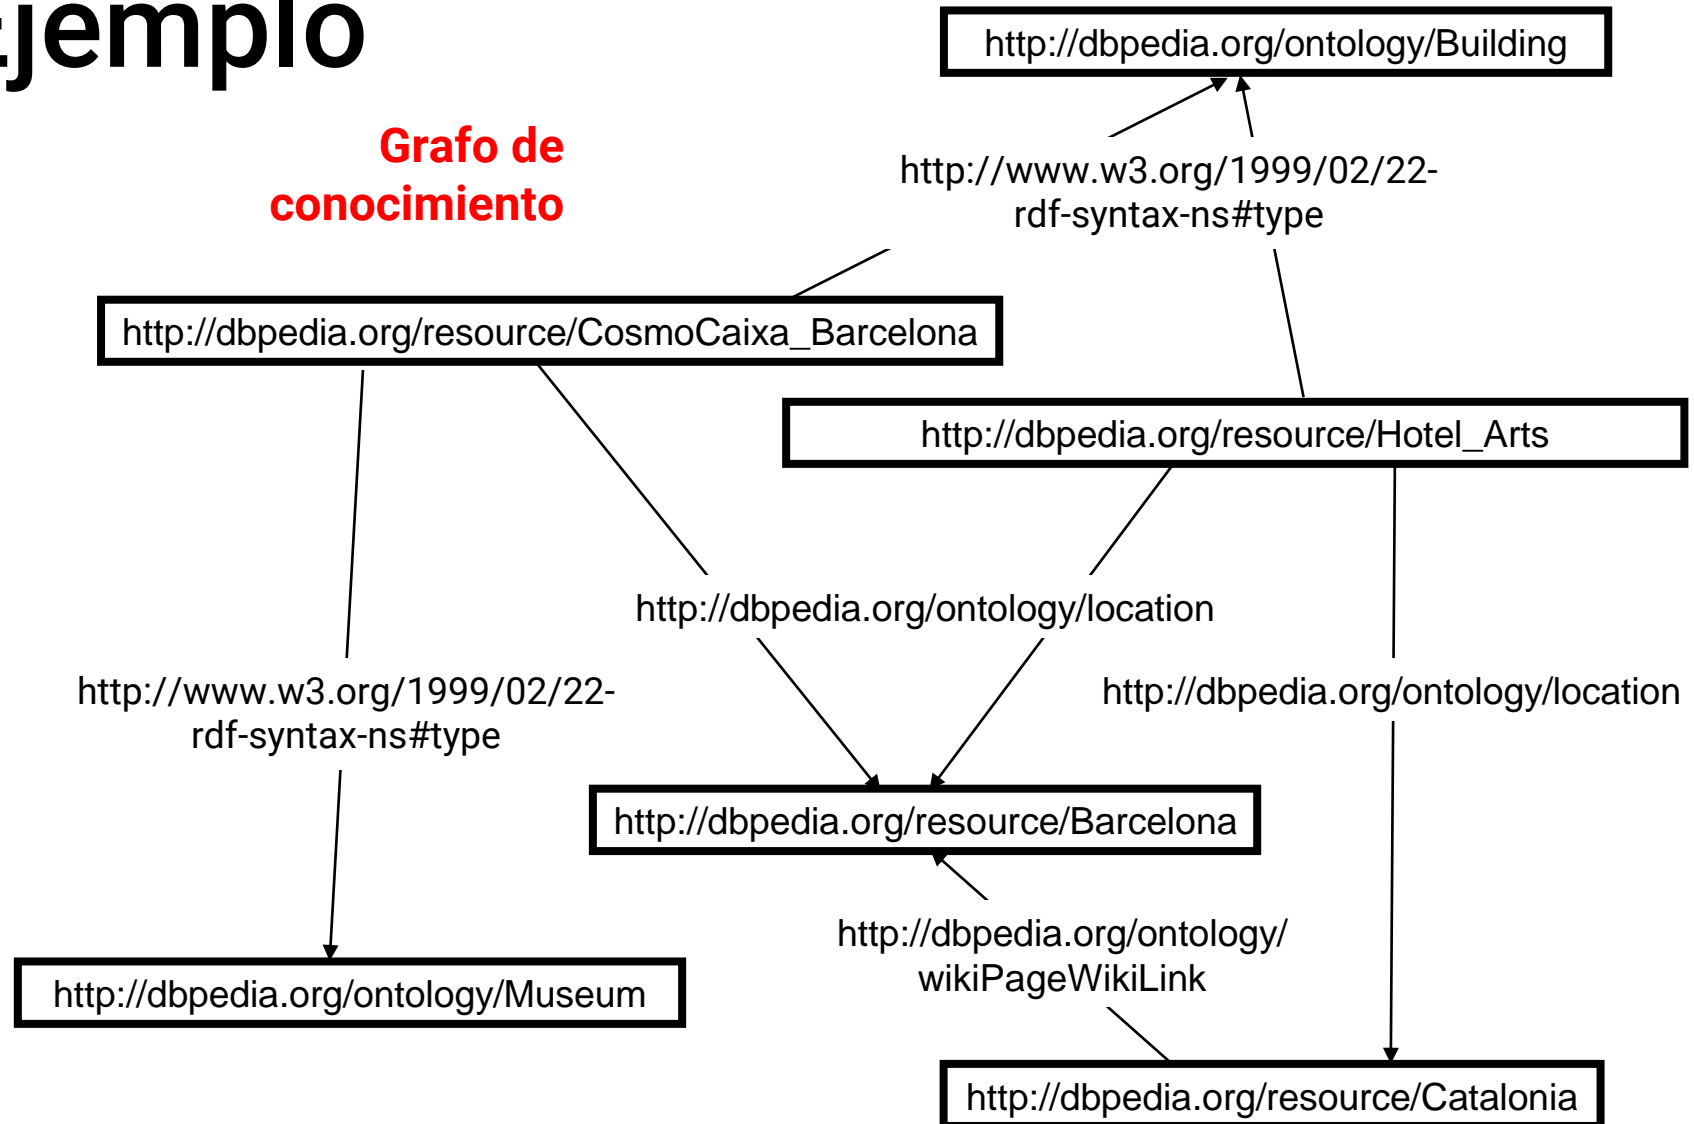 Ejemplo
http://dbpedia.org/ontology/Building
Grafo de
conocimiento
http://www.w3.org/1999/02/22-
rdf-syntax-ns#type
http://dbpedia.org/resource/CosmoCaixa_Barcelona
http://dbpedia.org/resource/Hotel_Arts
http://dbpedia.org/ontology/location
http://www.w3.org/1999/02/22-
rdf-syntax-ns#type
http://dbpedia.org/ontology/location
http://dbpedia.org/resource/Barcelona
http://dbpedia.org/ontology/
wikiPageWikiLink
http://dbpedia.org/ontology/Museum
http://dbpedia.org/resource/Catalonia